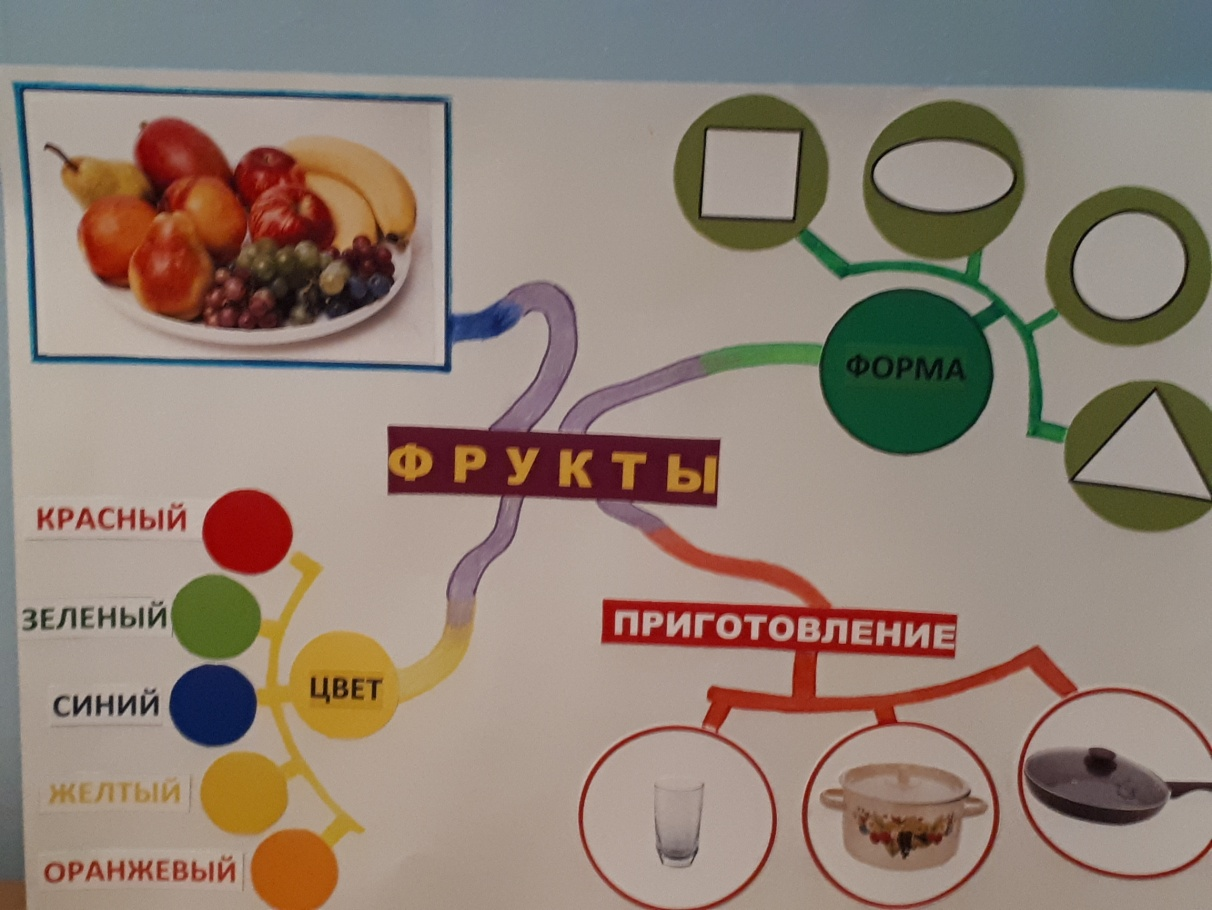 ФОРМА
ФРУКТЫ
КРАСНЫЙ
ЗЕЛЕНЫЙ
СИНИЙ
ЖЕЛТЫЙ
ОРАНЖЕВЫЙ
ЦВЕТ
ПРИГОТОВЛЕНИЕ